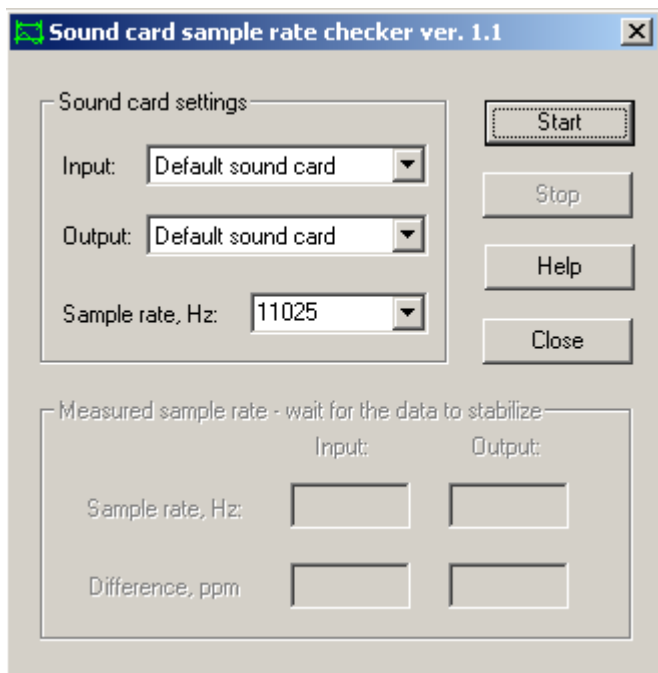 Sound card sample rate checker ver. 1.1
Sound card settings
Input: Default sound card
Output: Default sound card
Sample rate, Hz: 11025
Start
Stop
Help
Close
Measured sample rate - wait for the data to stabilize
Input: Output:
Sample rate, Hz:
Difference, ppm